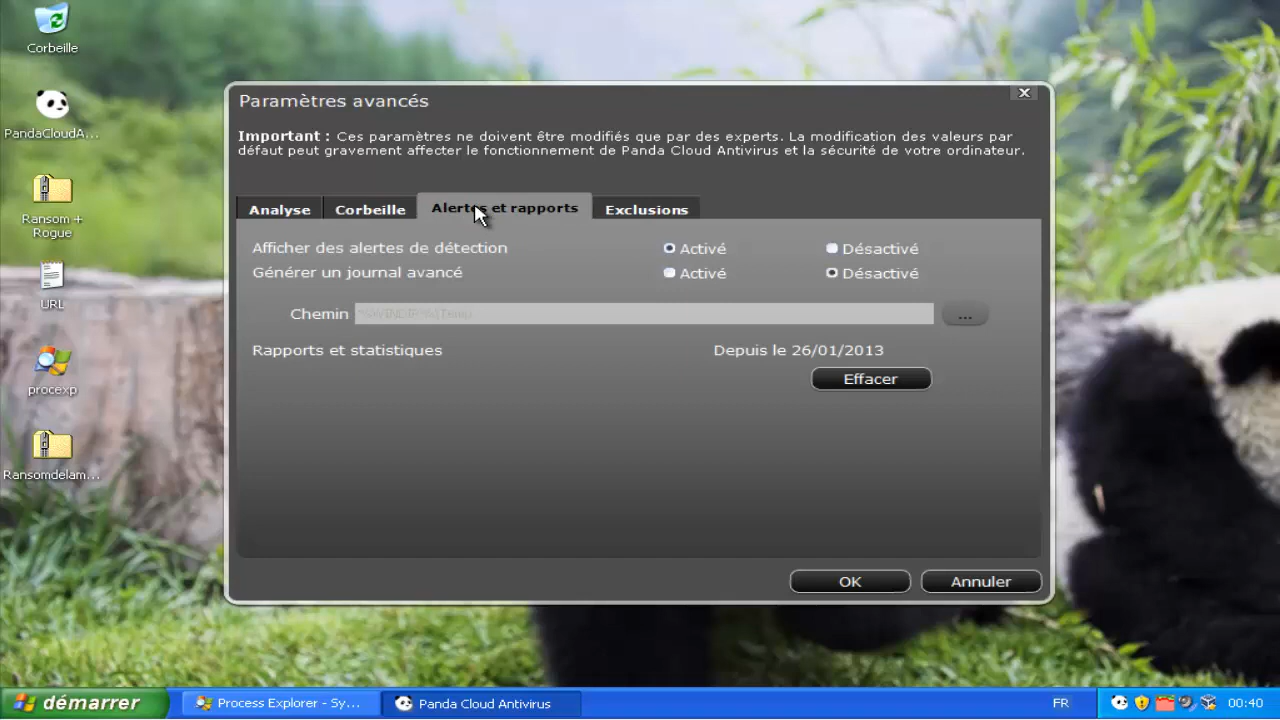 Corbeille
PandaCloudA...
Ransom +
Rogue
URL
procexp
Ransomdelam...
Paramètres avancés
Important : Ces paramètres ne doivent être modifiés que par des experts. La modification des valeurs par
défaut peut gravement affecter le fonctionnement de Panda Cloud Antivirus et la sécurité de votre ordinateur.
Analyse Corbeille Alertes et rapports Exclusions
Afficher des alertes de détection Activé Désactivé
Générer un journal avancé Activé Désactivé
Chemin ...
Rapports et statistiques Depuis le 26/01/2013
Effacer
OK Annuler
démarrer Process Explorer - Sy... Panda Cloud Antivirus FR 00:40